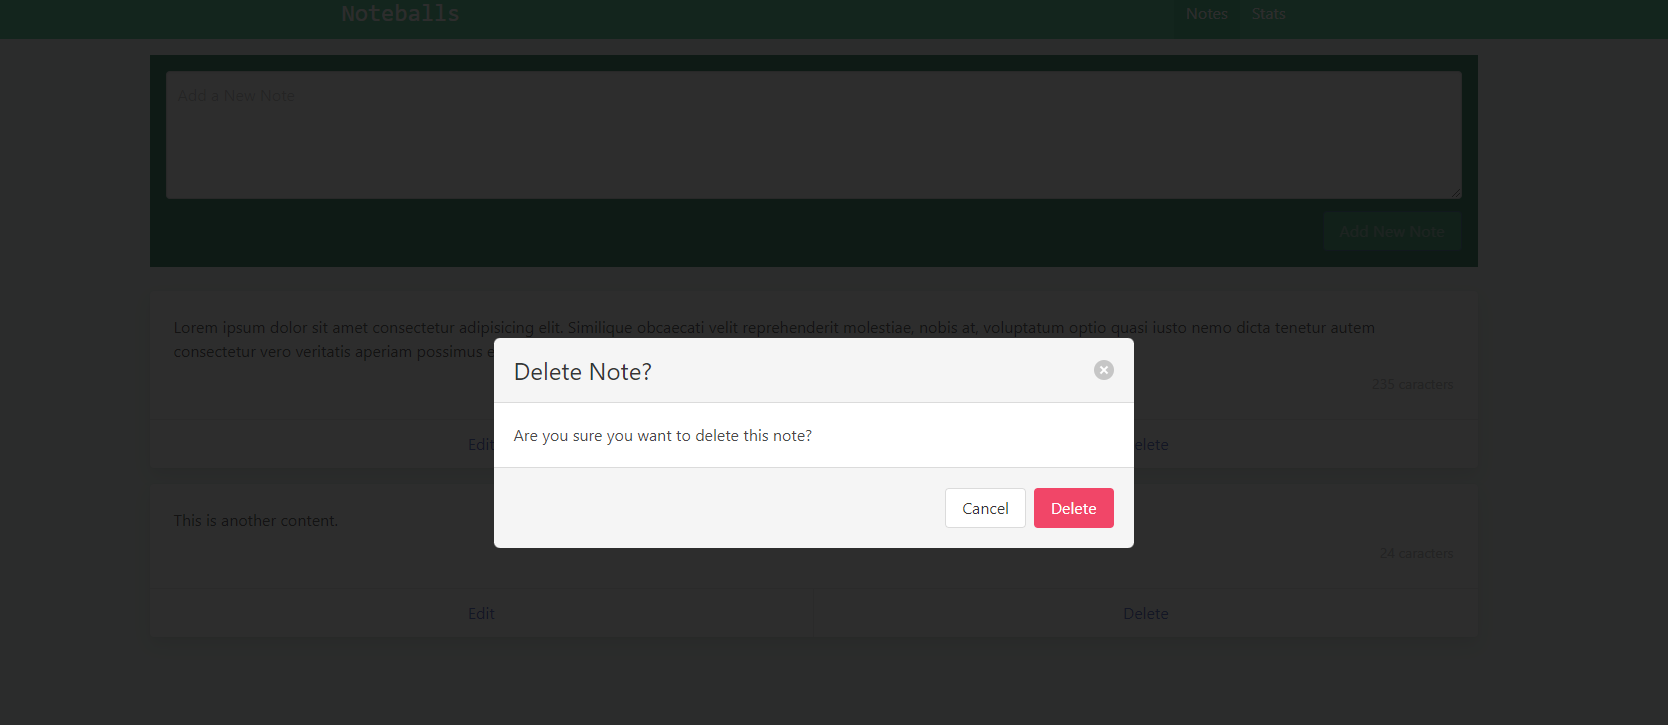 Noteballs
Notes Stats
Add a New Note
Add New Note
Lorem ipsum dolor sit amet consectetur adipisicing elit. Similique obcaecati velit reprehenderit molestiae, nobis at, voluptatum optio quasi iusto nemo dicta tenetur autem
consectetur vero veritatis aperiam possimus e
235 caracters
Edit elete
Delete Note?
Are you sure you want to delete this note?
Cancel Delete
This is another content.
24 caracters
Edit Delete